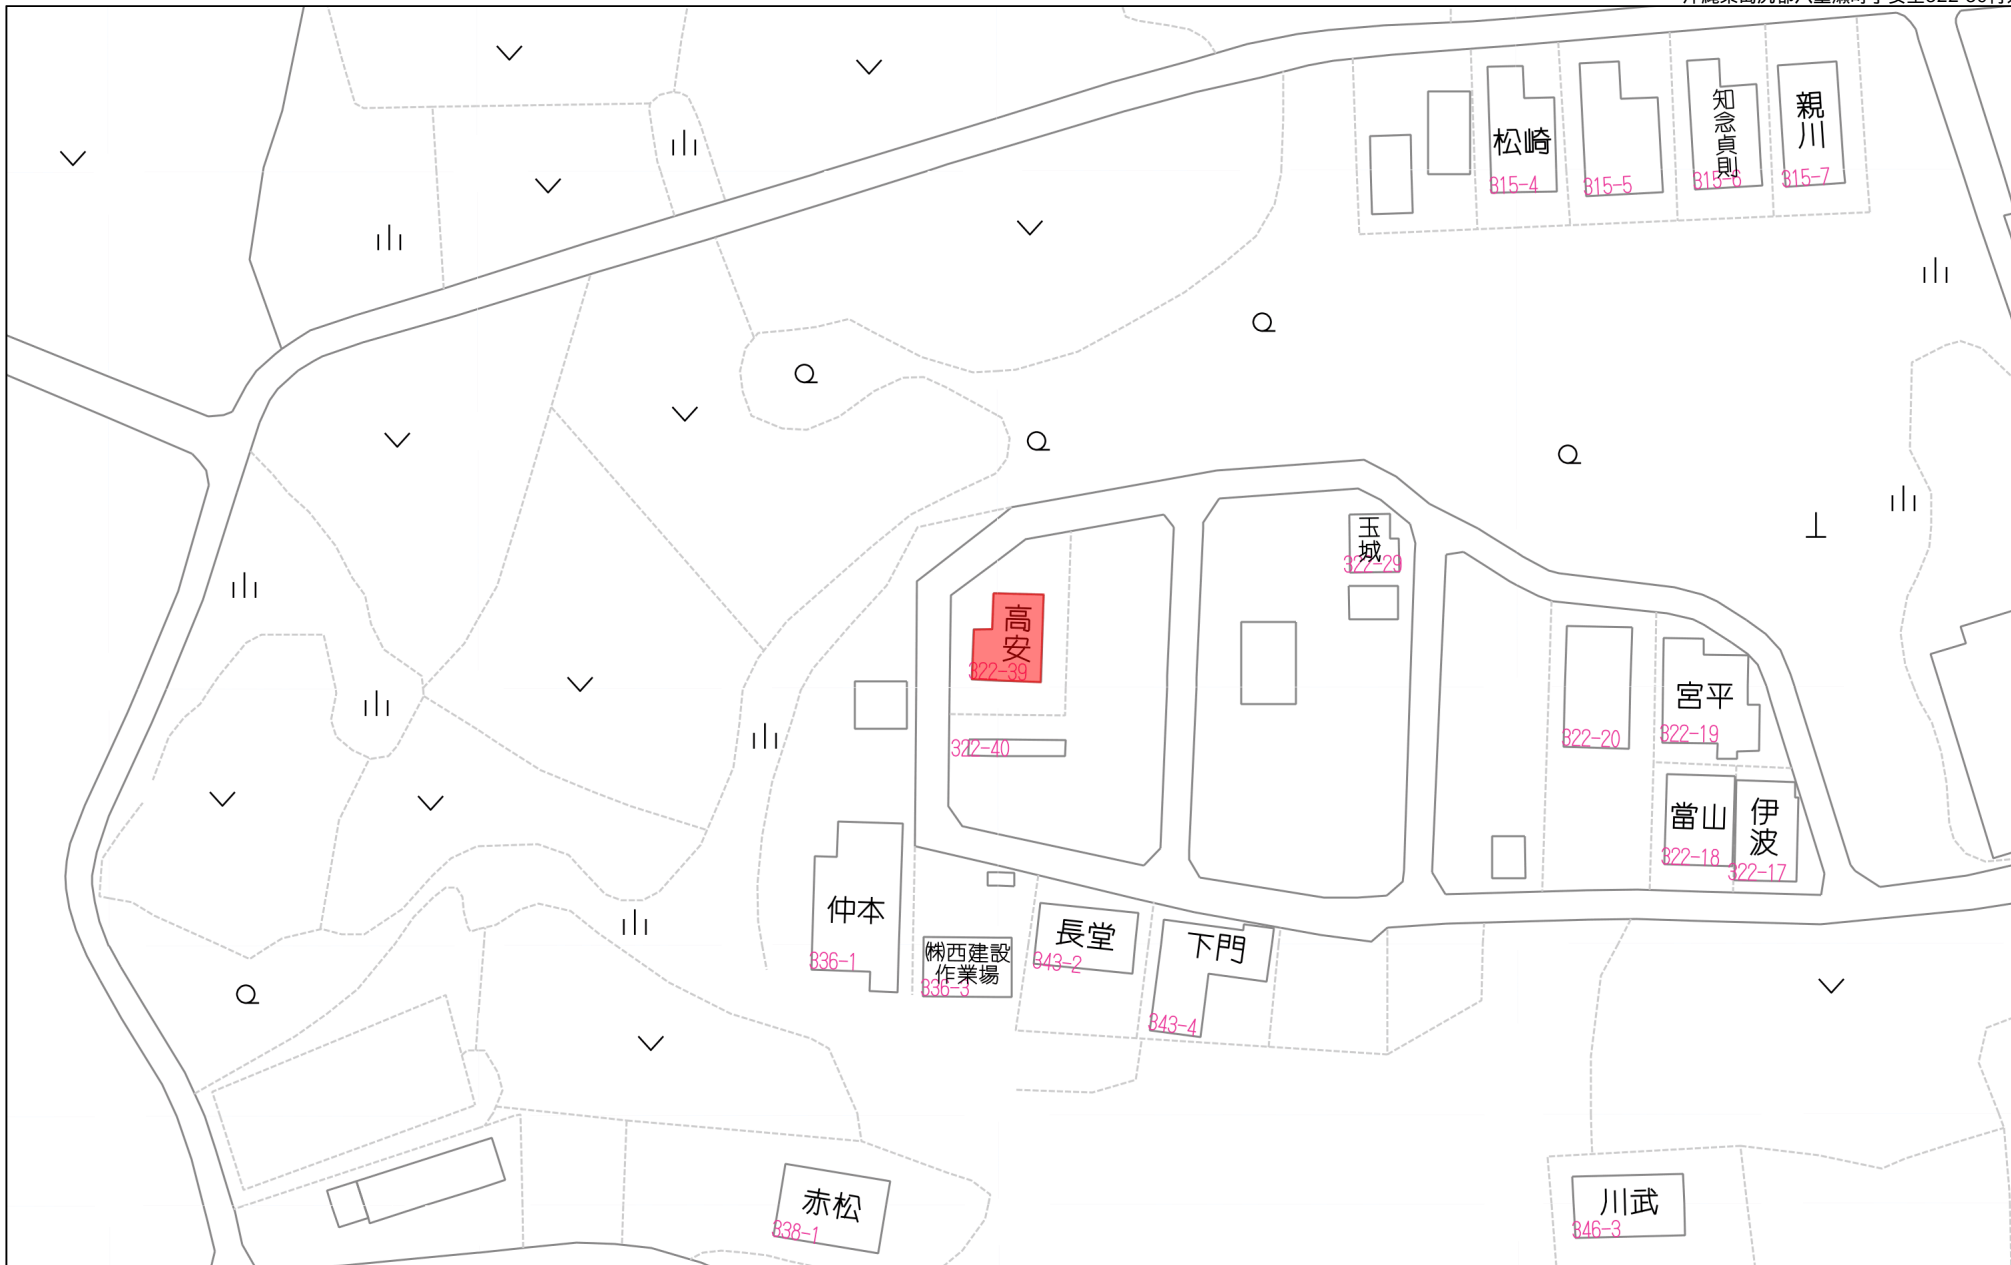 松崎
315-4
315-5
知念貞則
315-6
親川
315-7
玉城
322-29
高安
322-39
322-40
322-20
宮平
322-19
當山
322-18
伊波
322-17
仲本
336-1
㈱西建設
作業場
336-3
長堂
343-2
下門
343-4
赤松
338-1
川武
346-3